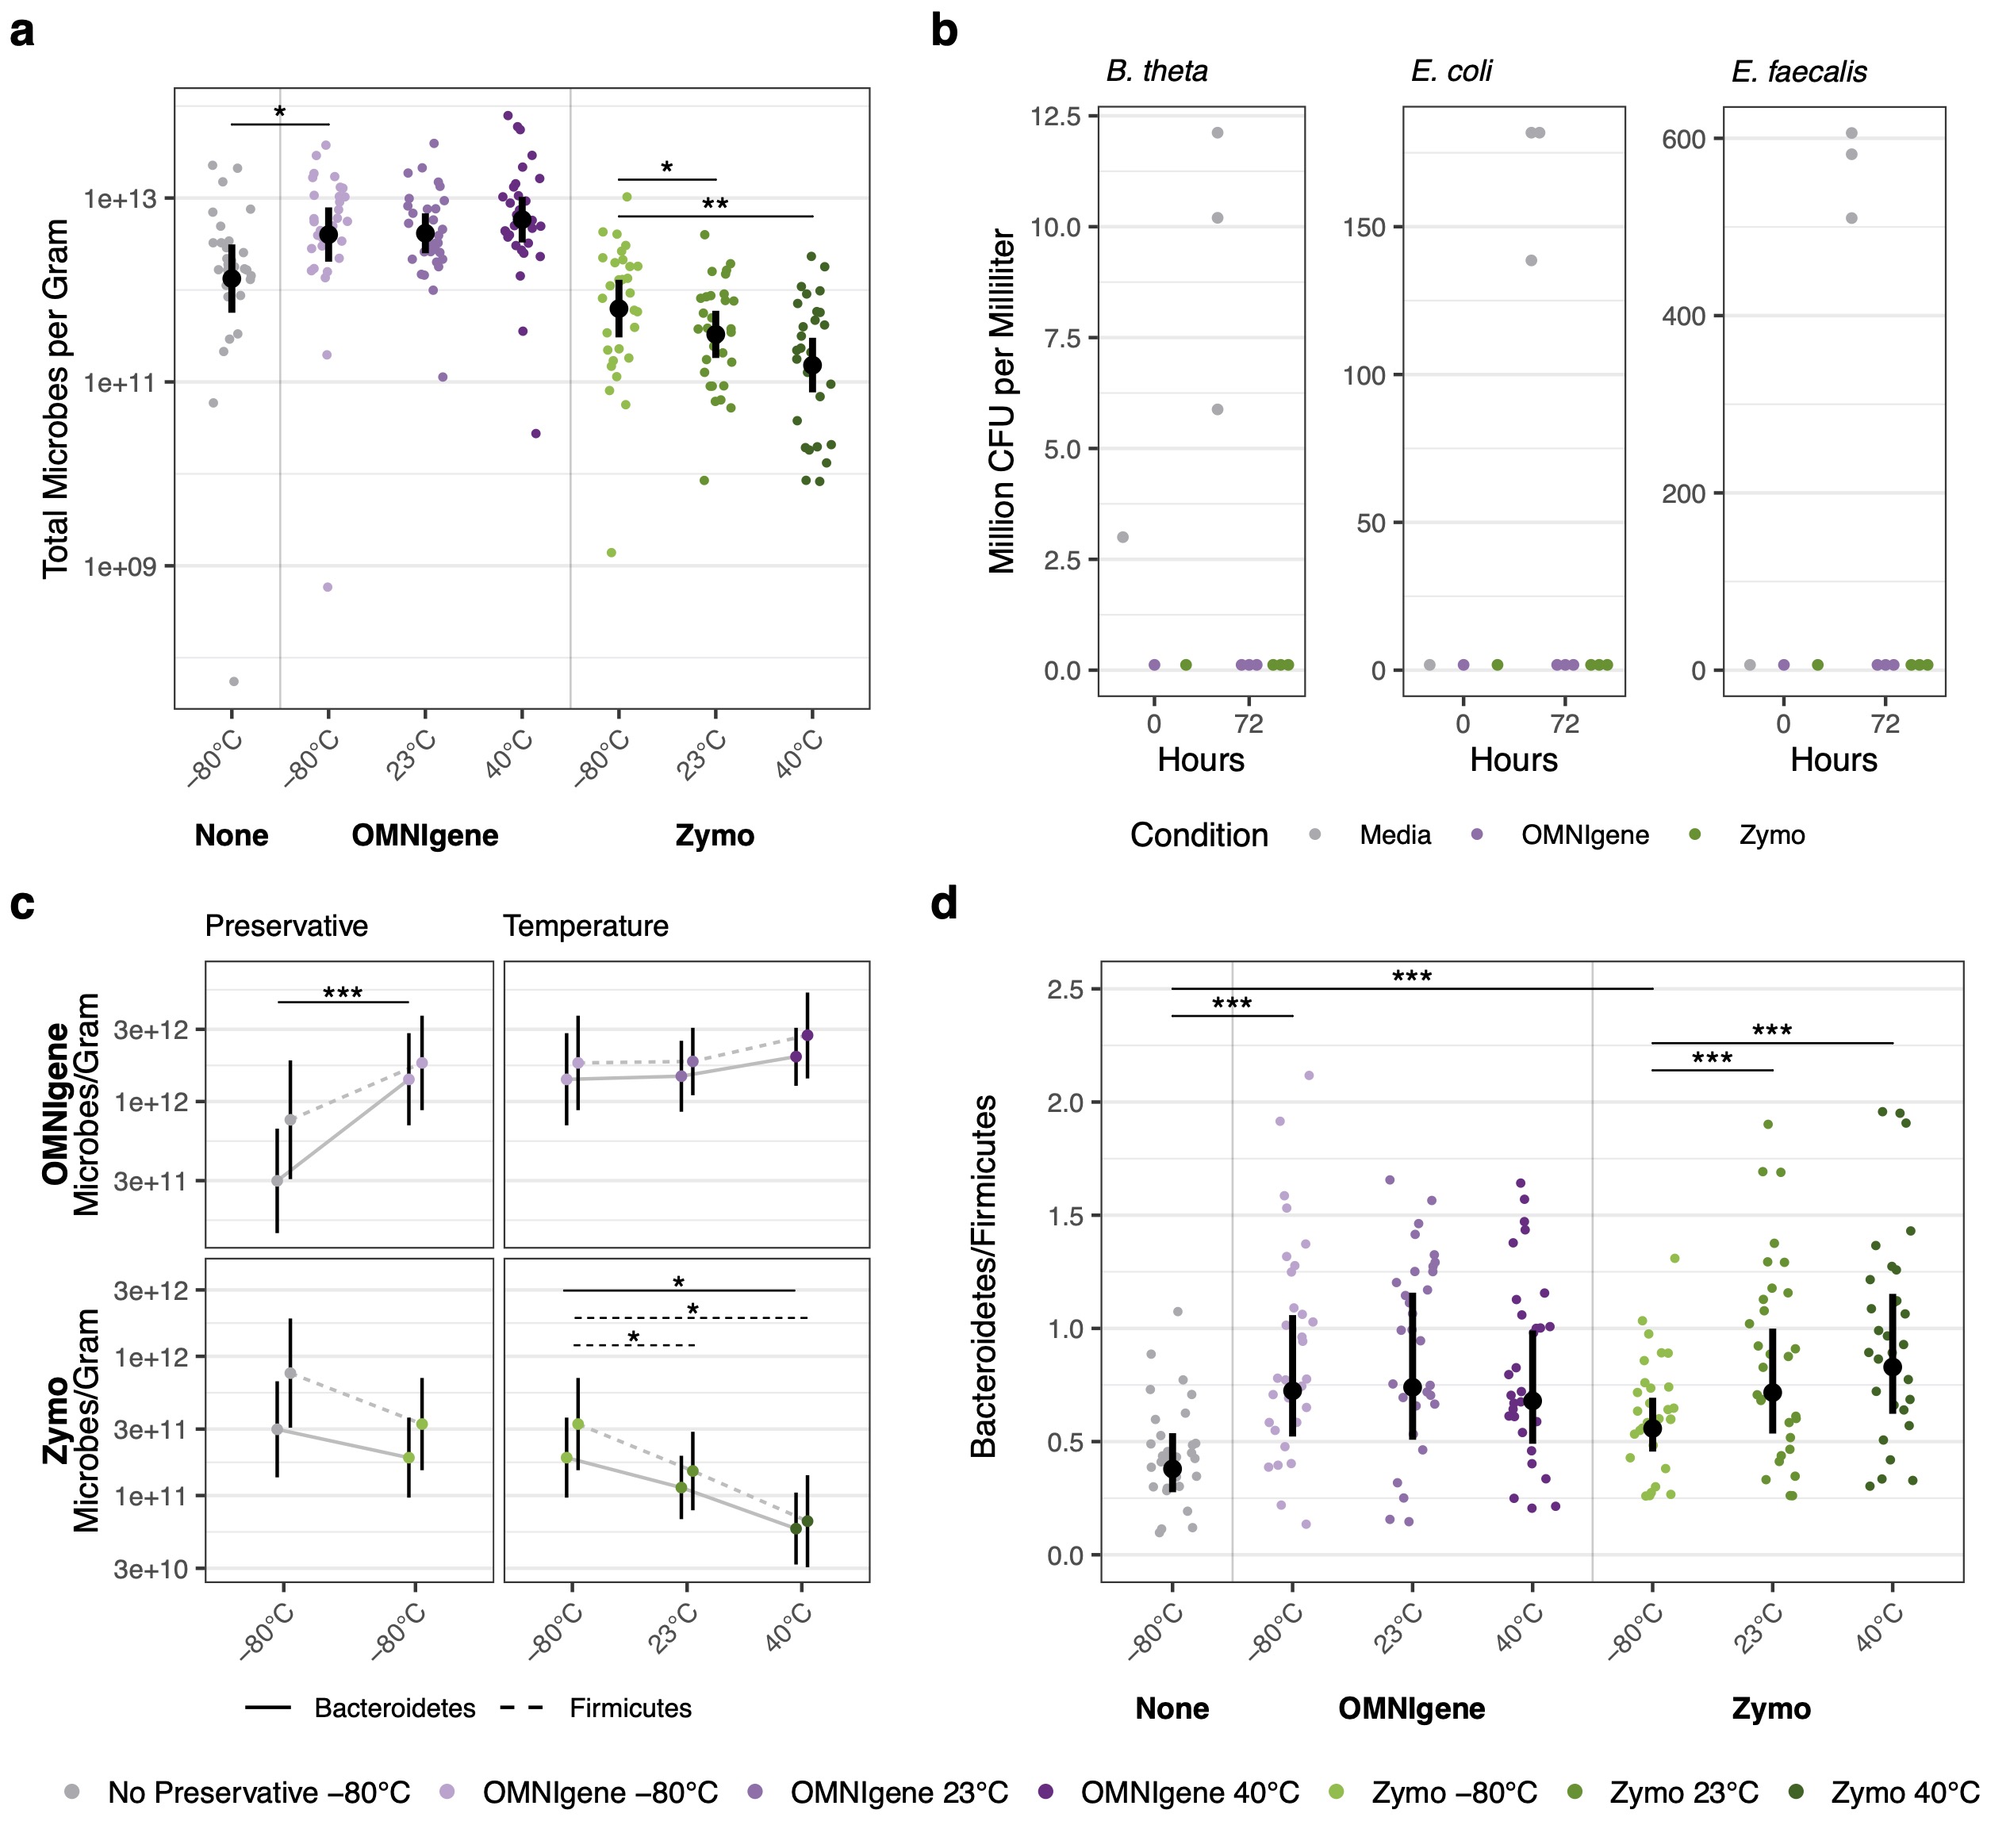 a
*
*
**
Total Microbes per Gram
1e+13
1e+11
1e+09
−80°C
−80°C
23°C
40°C
−80°C
23°C
40°C
None
OMNIgene
Zymo
b
B. theta
E. coli
E. faecalis
Million CFU per Milliliter
12.5
10.0
7.5
5.0
2.5
0.0
150
100
50
0
600
400
200
0
0
72
0
72
0
72
Hours
Hours
Hours
Condition
Media
OMNIgene
Zymo
c
Preservative
Temperature
OMNIgene
Microbes/Gram
3e+12
1e+12
3e+11
***
Zymo
Microbes/Gram
3e+12
1e+12
3e+11
1e+11
3e+10
*
*
*
−80°C
−80°C
−80°C
23°C
40°C
Bacteroidetes
Firmicutes
d
Bacteroidetes/Firmicutes
2.5
2.0
1.5
1.0
0.5
0.0
***
***
***
***
−80°C
−80°C
23°C
40°C
−80°C
23°C
40°C
None
OMNIgene
Zymo
No Preservative −80°C
OMNIgene −80°C
OMNIgene 23°C
OMNIgene 40°C
Zymo −80°C
Zymo 23°C
Zymo 40°C